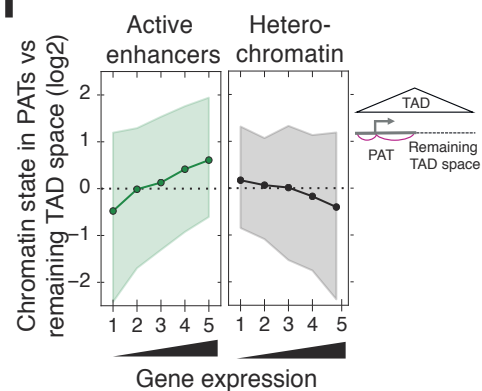 Active
enhancers
Hetero-
chromatin
Chromatin state in PATs vs
remaining TAD space (log2)
2
1
0
−1
−2
1 2 3 4 5
1 2 3 4 5
Gene expression
TAD
PAT
Remaining
TAD space